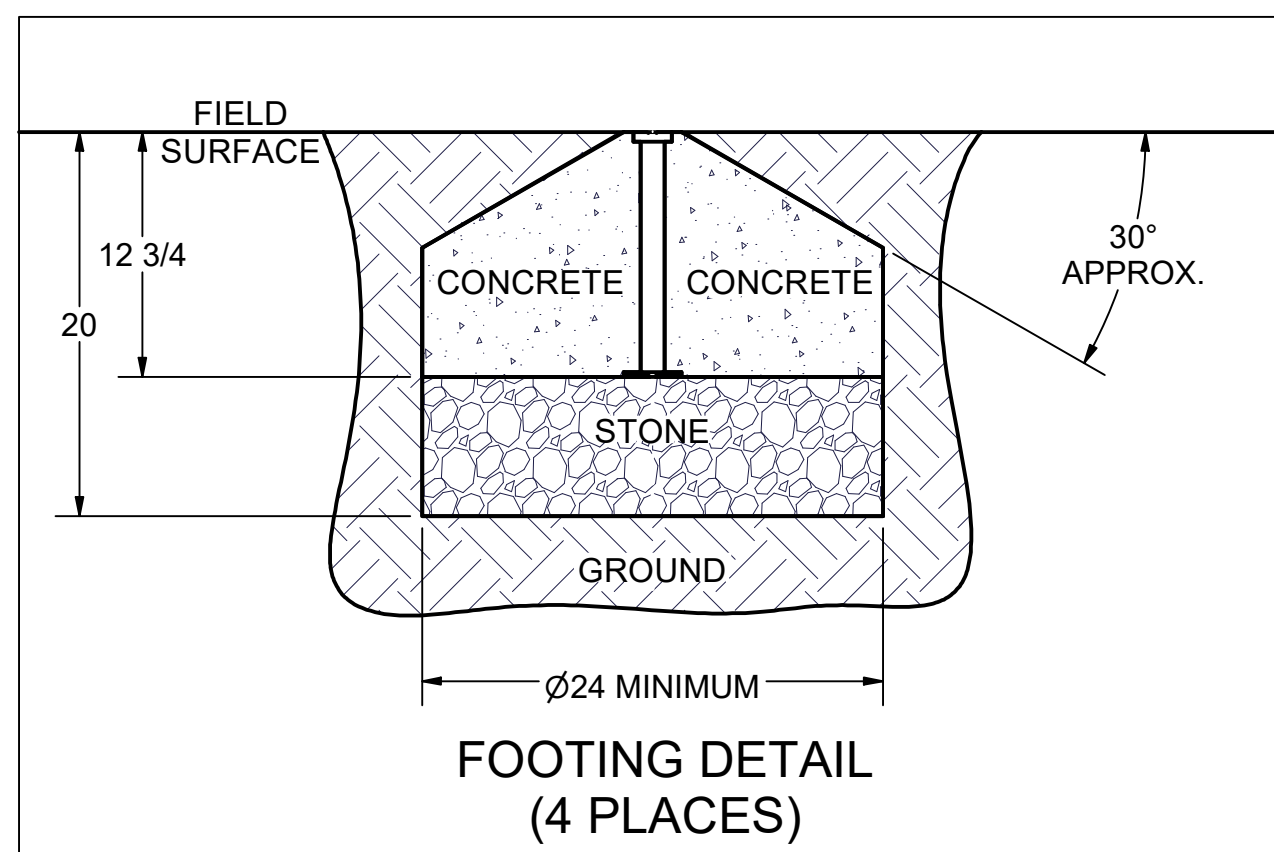 FIELD
SURFACE
12 3/4
20
30°
APPROX.
CONCRETE CONCRETE
STONE
GROUND
Ø24 MINIMUM
FOOTING DETAIL
(4 PLACES)